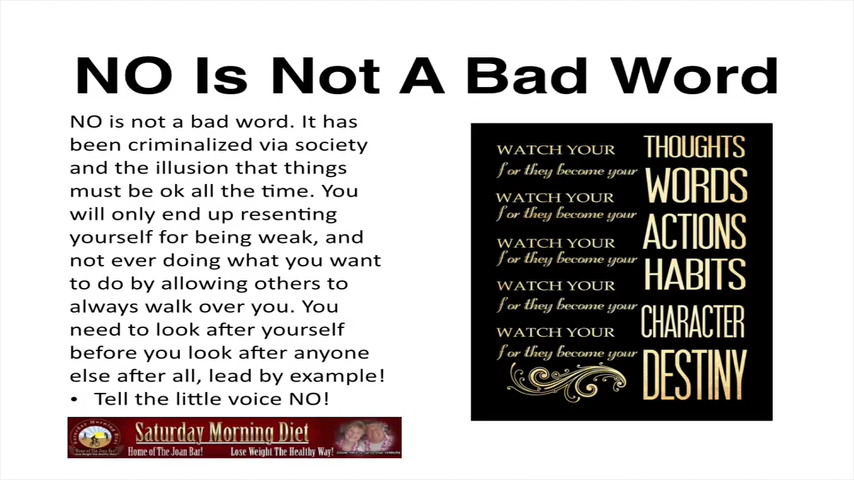 NO Is Not A Bad Word
NO is not a bad word. It has
been criminalized via society
and the illusion that things
must be ok all the time. You
will only end up resenting
yourself for being weak, and
not ever doing what you want
to do by allowing others to
always walk over you. You
need to look after yourself
before you look after anyone
else after all, lead by example!
• Tell the little voice NO!
Saturday Morning Diet
Home of The Joan Bar! Lose Weight The Healthy Way!
WATCH YOUR THOUGHTS
for they become your
WORDS
WATCH YOUR
for they become your
ACTIONS
WATCH YOUR
for they become your
HABITS
WATCH YOUR
for they become your
CHARACTER
WATCH YOUR
for they become your
DESTINY